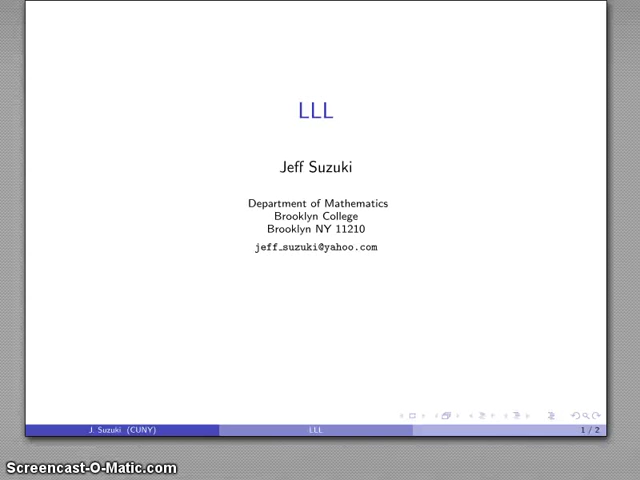 LLL
Jeff Suzuki
Department of Mathematics
Brooklyn College
Brooklyn NY 11210
jeff_suzuki@yahoo.com
J. Suzuki (CUNY)
LLL
1 / 2
Screencast-O-Matic.com